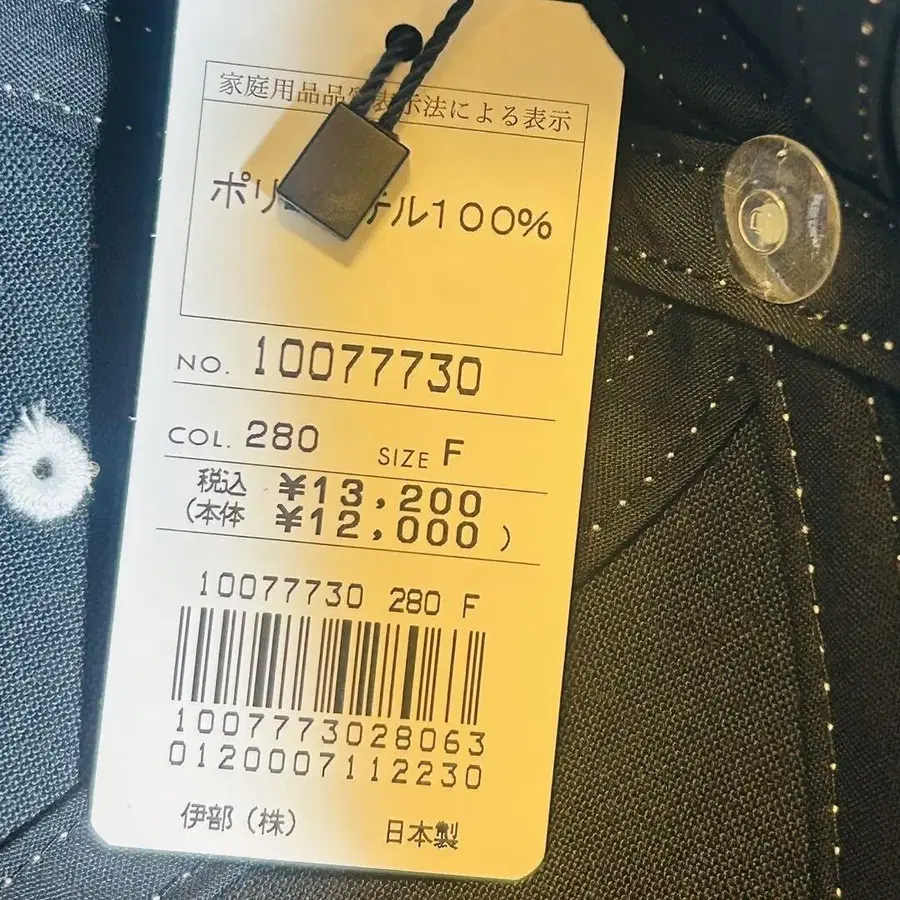 家庭用品品質表示法による表示
ポリ テル100%
NO. 10077730
COL. 280 SIZE F
税込 ¥13,200
(本体 ¥12,000)
10077730 280 F
1007773028063
0120007112230
伊部(株) 日本製